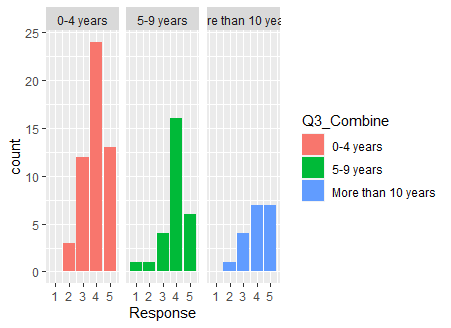 0-4 years
5-9 years
re than 10 yea
25
20
15
10
5
0
count
1 2 3 4 5
1 2 3 4 5
1 2 3 4 5
Response
Q3_Combine
0-4 years
5-9 years
More than 10 years